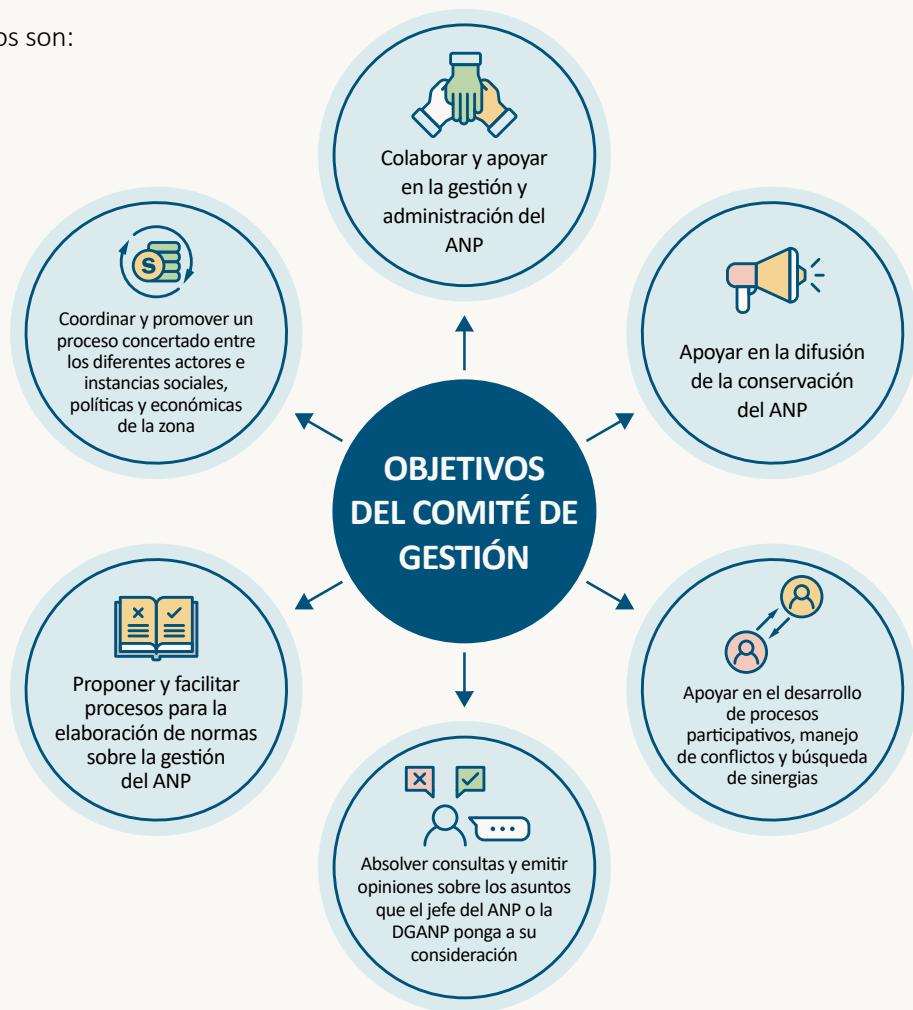 os son:
Colaborar y apoyar
en la gestión y
administración del
ANP
Apoyar en la difusión
de la conservación
del ANP
Apoyar en el desarrollo
de procesos
participativos, manejo
de conflictos y búsqueda
de sinergias
Absolver consultas y emitir
opiniones sobre los asuntos
que el jefe del ANP o la
DGANP ponga a su
consideración
Proponer y facilitar
procesos para la
elaboración de normas
sobre la gestión
del ANP
S
Coordinar y promover un
proceso concertado entre
los diferentes actores e
instancias sociales,
políticas y económicas
de la zona
OBJETIVOS
DEL COMITÉ DE
GESTIÓN